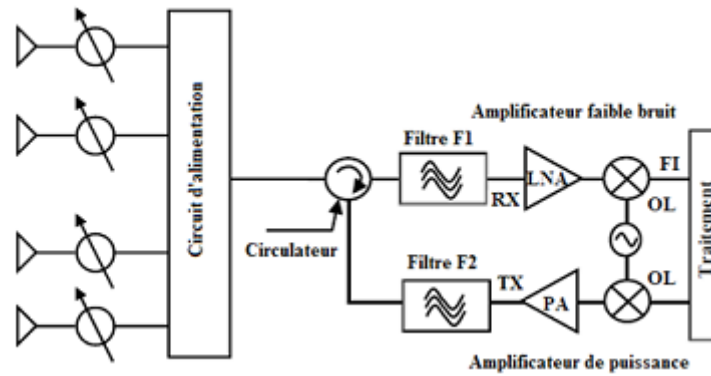 Circuit d'alimentation
Circulateur
Amplificateur faible bruit
Filtre F1
RX
LNA
FI
OL
Filtre F2
TX
PA
OL
Amplificateur de puissance
Traitement